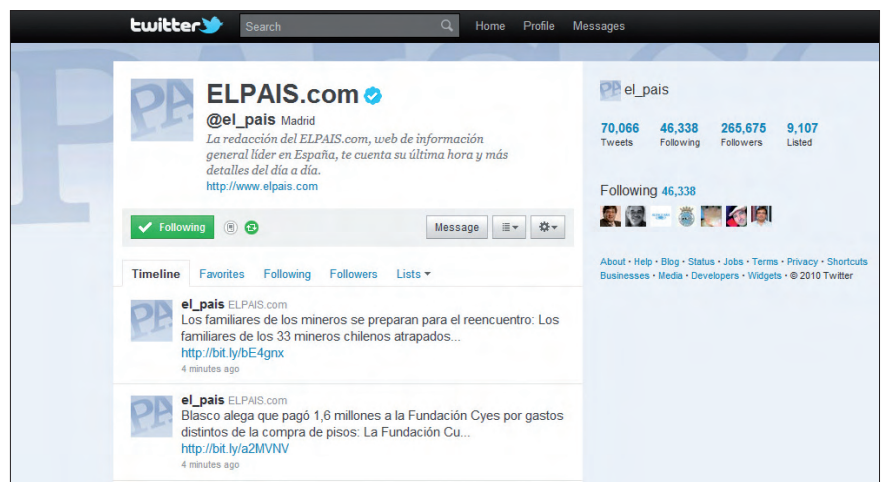 twitter
Search
Home Profile Messages
PA
ELPAIS.com
@el_pais Madrid
La redacción del ELPAIS.com, web de información
general líder en España, te cuenta su última hora y más
detalles del día a día.
http://www.elpais.com
Following
Message
Timeline Favorites Following Followers Lists
PA
el_pais ELPAIS.com
Los familiares de los mineros se preparan para el reencuentro: Los
familiares de los 33 mineros chilenos atrapados...
http://bit.ly/bE4gnx
4 minutes ago
PA
el_pais ELPAIS.com
Blasco alega que pagó 1,6 millones a la Fundación Cyes por gastos
distintos de la compra de pisos: La Fundación Cu...
http://bit.ly/a2MVNV
4 minutes ago
PA el_pais
70,066 46,338 265,675 9,107
Tweets Following Followers Listed
Following 46,338
About • Help • Blog • Status • Jobs • Terms • Privacy • Shortcuts
Businesses • Media • Developers • Widgets • © 2010 Twitter